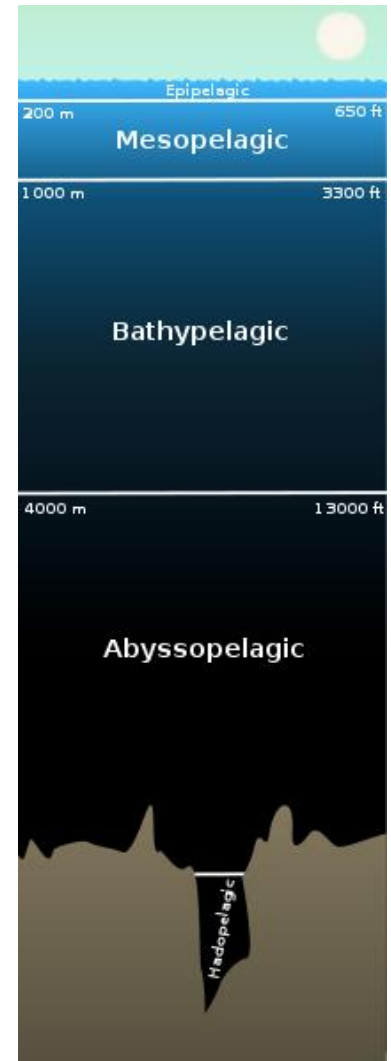 Epipelagic
200 m 650 ft
Mesopelagic
1000 m 3300 ft
Bathypelagic
4000 m 13000 ft
Abyssopelagic
Hadopelagic